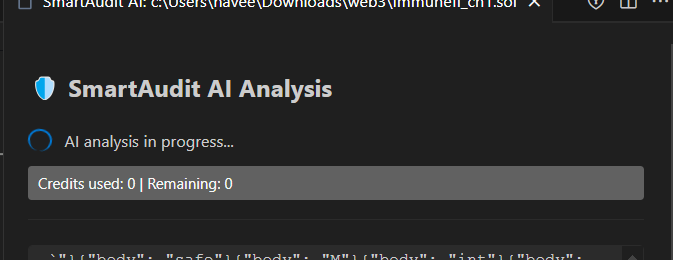 SmartAudit AI: c:\Users\navee\Downloads\web3\immunefi_ch1.sol
SmartAudit AI Analysis
AI analysis in progress...
Credits used: 0 | Remaining: 0
`"}{"body": "safe"}{"body": "M"}{"body": "int"}{"body":